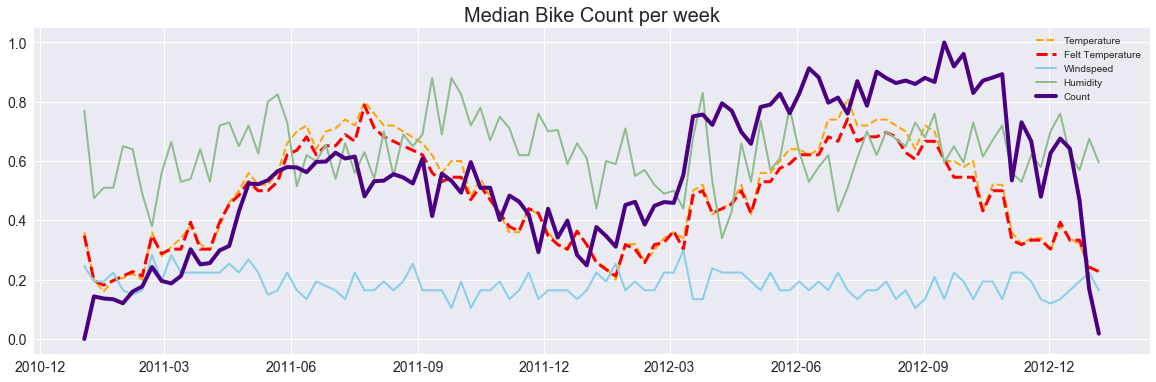 Median Bike Count per week
1.0
0.8
0.6
0.4
0.2
0.0
Temperature
Felt Temperature
Windspeed
Humidity
Count
2010-12 2011-03 2011-06 2011-09 2011-12 2012-03 2012-06 2012-09 2012-12